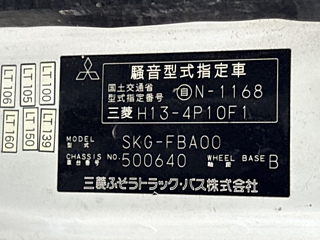 騒音型式指定車
国土交通省
型式指定番号 自N-1168
三菱 H13-4P10F1
MODEL
型式 SKG-FBA00
CHASSIS NO.
車台番号 500640
WHEEL BASE
軸距 B
三菱ふそうトラック・バス株式会社
LT100
LT105
LT106
LT139
LT150
LT160